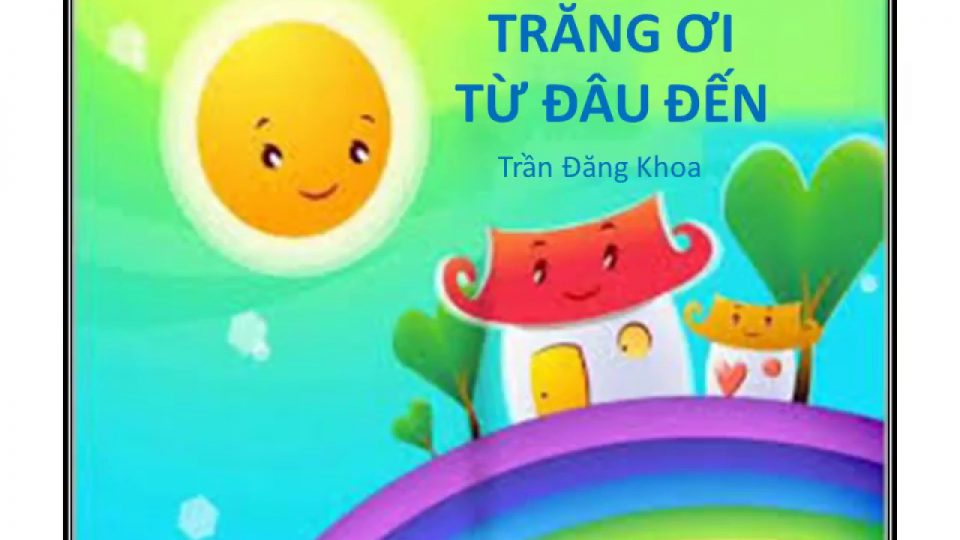 TRĂNG ƠI
TỪ ĐÂU ĐẾN
Trần Đăng Khoa